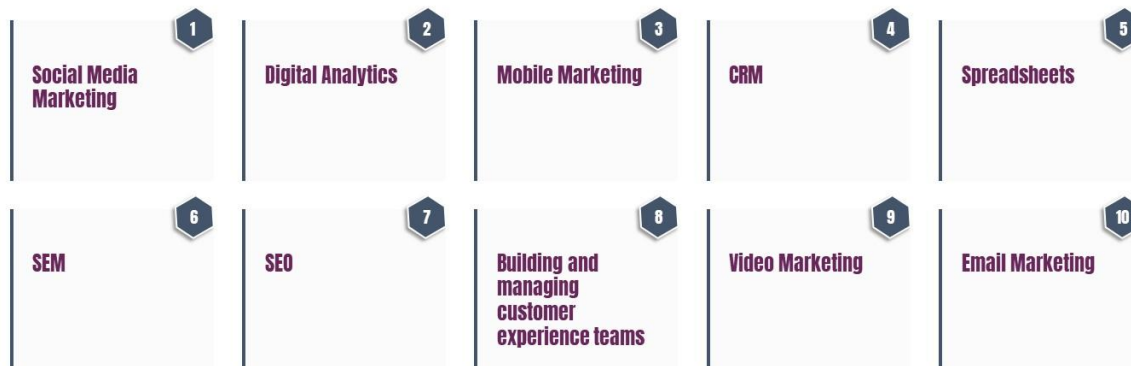 1
Social Media
Marketing
2
Digital Analytics
3
Mobile Marketing
4
CRM
5
Spreadsheets
6
SEM
7
SEO
8
Building and
managing
customer
experience teams
9
Video Marketing
10
Email Marketing